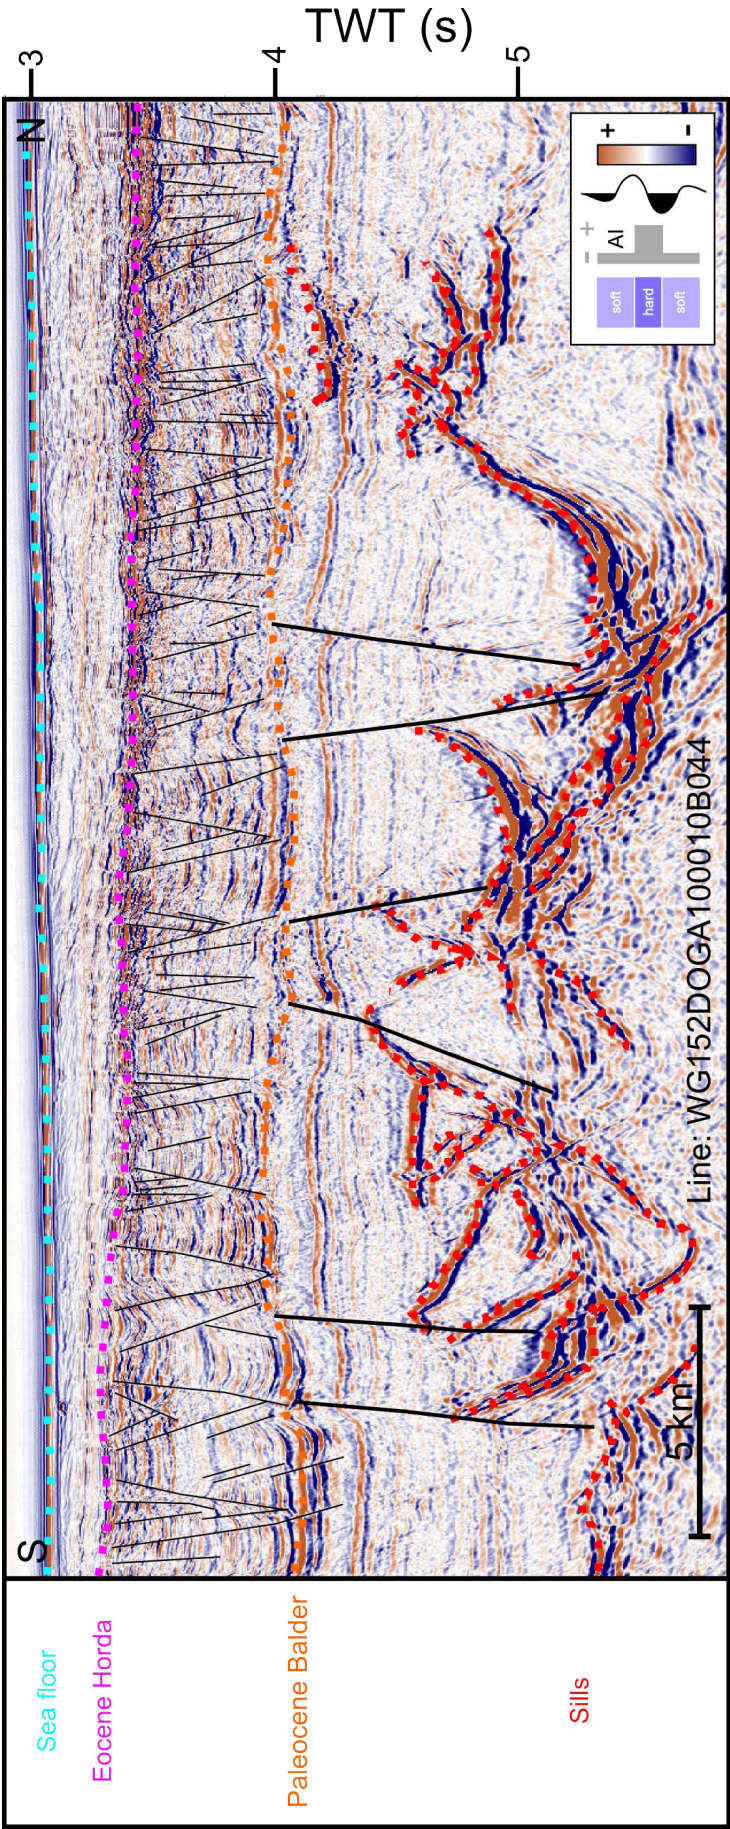 TWT (s)
3
4
5
N
+
-
- +
AI
soft
hard
soft
Line: WG152DOGA100010B044
5 km
S
Sea floor
Eocene Horda
Paleocene Balder
Sills